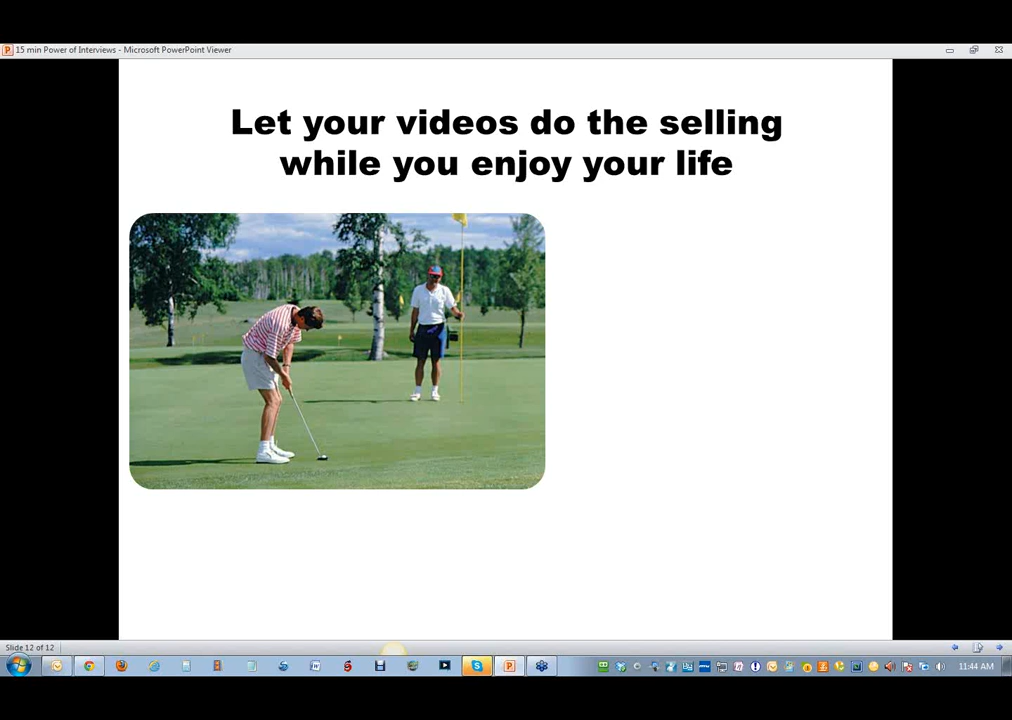 15 min Power of Interviews - Microsoft PowerPoint Viewer
Let your videos do the selling
while you enjoy your life
Slide 12 of 12
11:44 AM